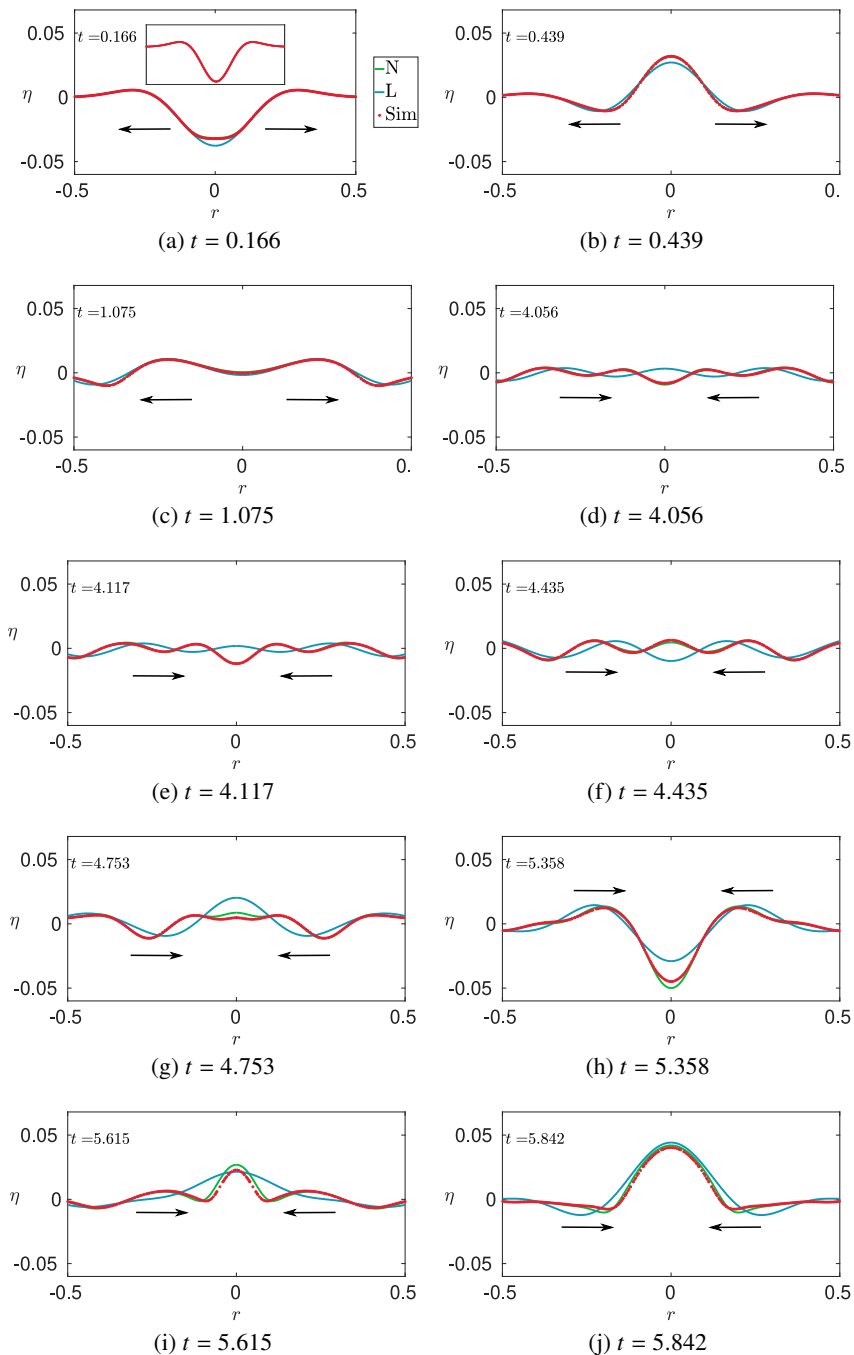 0.05
t =0.166
η
0
-0.05
-0.5
0
0.5
r
N
L
Sim
(a) t = 0.166
0.05
t =0.439
η
0
-0.05
-0.5
0
0.
r
(b) t = 0.439
0.05
t =1.075
η
0
-0.05
-0.5
0
0.
r
(c) t = 1.075
0.05
t =4.056
η
0
-0.05
-0.5
0
0.5
r
(d) t = 4.056
0.05
t =4.117
η
0
-0.05
-0.5
0
0.5
r
(e) t = 4.117
0.05
t =4.435
η
0
-0.05
-0.5
0
0.5
r
(f) t = 4.435
0.05
t =4.753
η
0
-0.05
-0.5
0
0.5
r
(g) t = 4.753
0.05
t =5.358
η
0
-0.05
-0.5
0
0.5
r
(h) t = 5.358
0.05
t =5.615
η
0
-0.05
-0.5
0
0.5
r
(i) t = 5.615
0.05
t =5.842
η
0
-0.05
-0.5
0
0.5
r
(j) t = 5.842